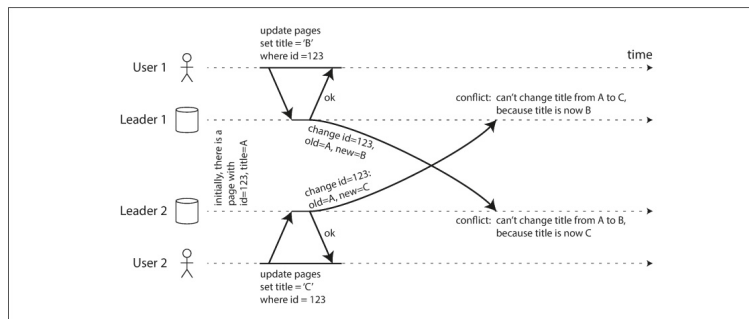 update pages
set title = 'B'
where id =123
time
User 1
ok
conflict: can't change title from A to C,
because title is now B
Leader 1
change id=123,
old=A, new=B
initially, there is a
page with
id=123, title=A
change id=123:
old=A, new=C
Leader 2
conflict: can't change title from A to B,
because title is now C
ok
User 2
update pages
set title = 'C'
where id = 123